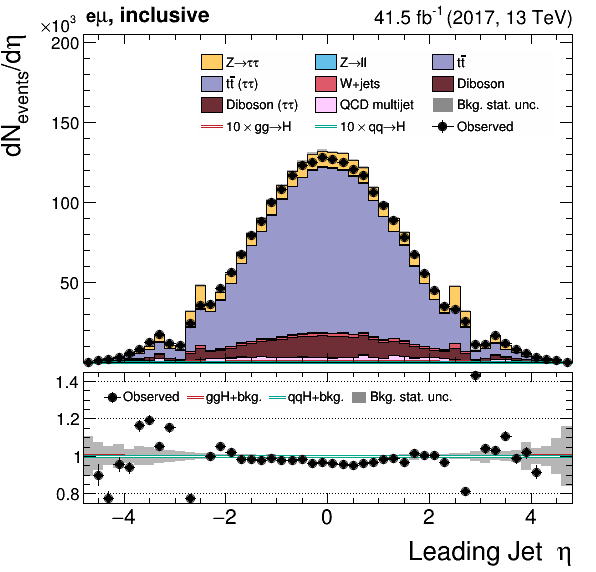 ×10³ eμ, inclusive 41.5 fb⁻¹ (2017, 13 TeV)
dN_events/dη
200
150
100
50
Z→ττ Z→ll tt̄
tt̄ (ττ) W+jets Diboson
Diboson (ττ) QCD multijet Bkg. stat. unc.
10 × gg→H 10 × qq→H Observed
1.4
1.2
1
0.8
Observed ggH+bkg. qqH+bkg. Bkg. stat. unc.
−4 −2 0 2 4
Leading Jet η